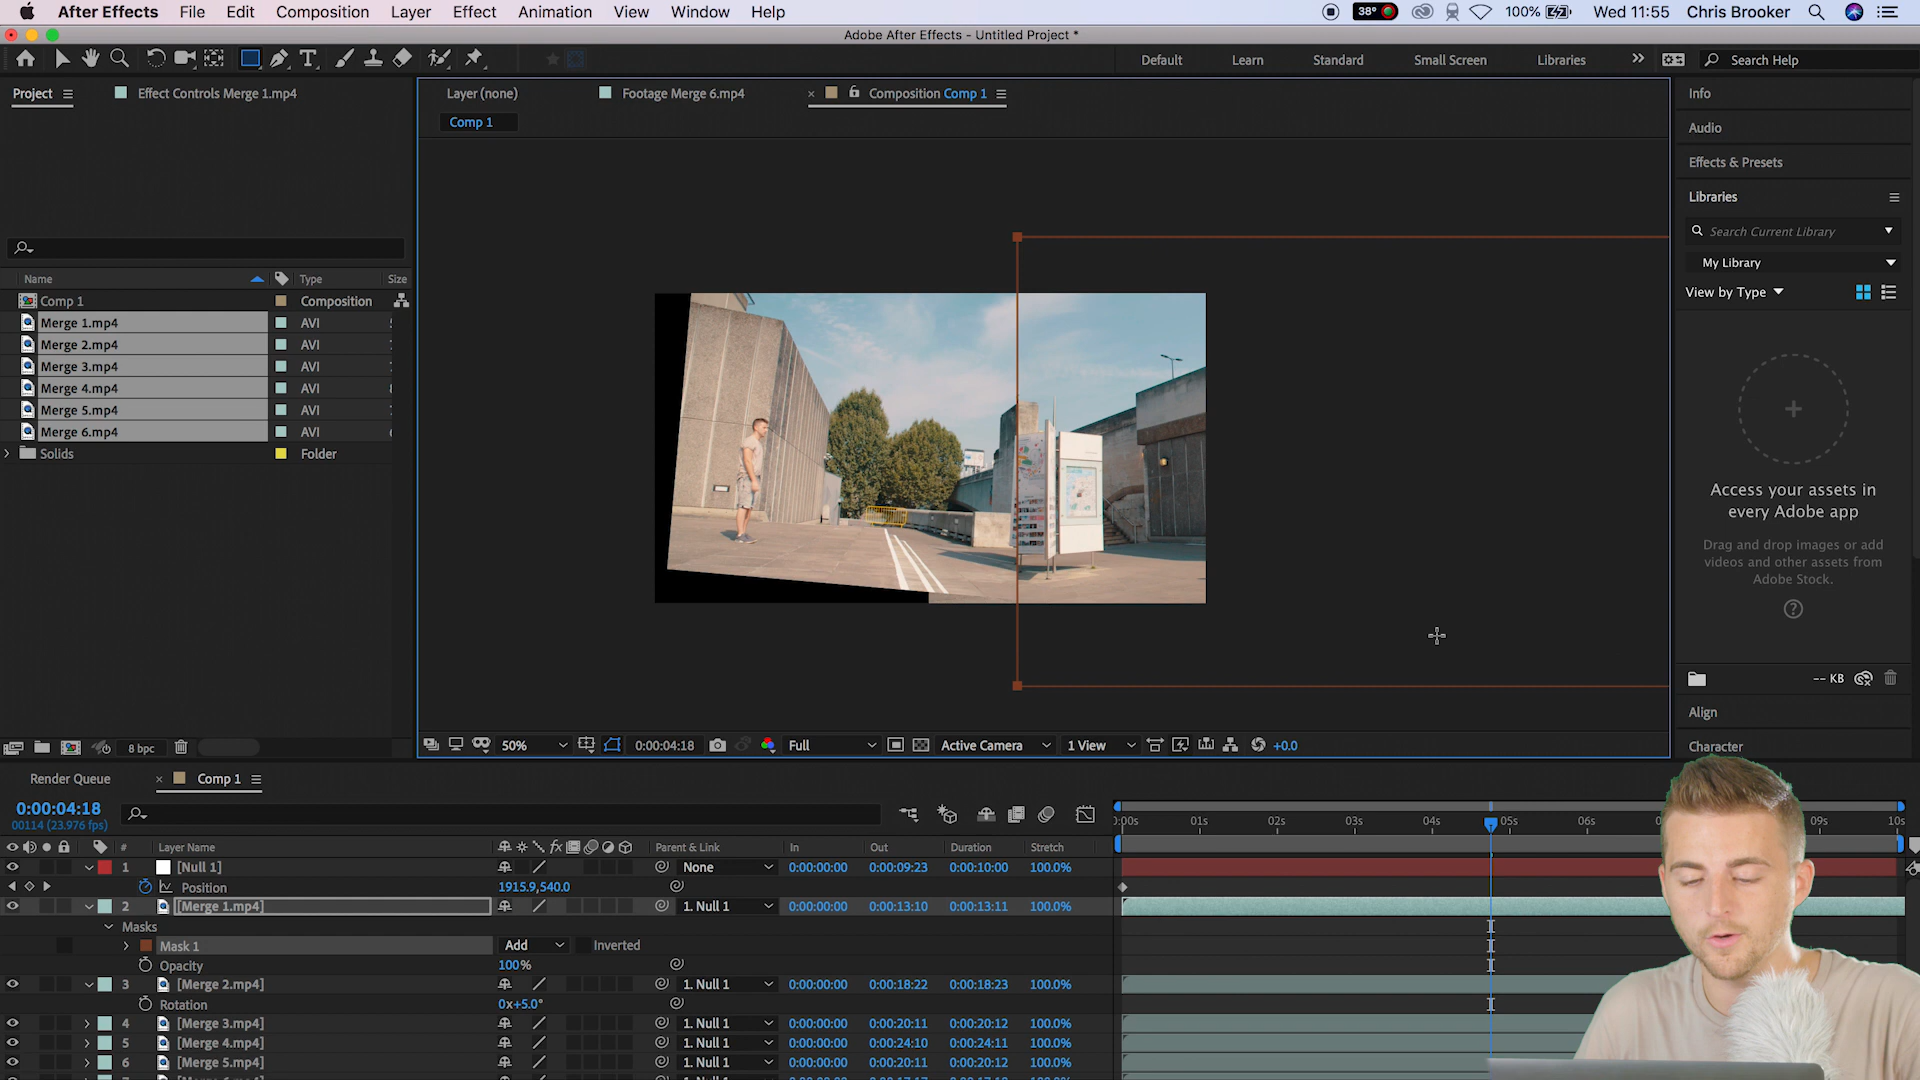 After Effects File Edit Composition Layer Effect Animation View Window Help 38° 100% Wed 11:55 Chris Brooker
Adobe After Effects - Untitled Project *
Default Learn Standard Small Screen Libraries Search Help
Project Effect Controls Merge 1.mp4 Layer (none) Footage Merge 6.mp4 × Composition Comp 1 Info
Comp 1
Audio
Effects & Presets
Libraries
Search Current Library
My Library
View by Type
Name Type Size
Comp 1 Composition
Merge 1.mp4 AVI
Merge 2.mp4 AVI
Merge 3.mp4 AVI
Merge 4.mp4 AVI
Merge 5.mp4 AVI
Merge 6.mp4 AVI
Solids Folder
Access your assets in
every Adobe app
Drag and drop images or add
videos and other assets from
Adobe Stock.
-- KB
Align
Character
8 bpc 50% 0:00:04:18 Full Active Camera 1 View +0.0
Render Queue × Comp 1
0:00:04:18
00114 (23.976 fps)
:00s 01s 02s 03s 04s 05s 06s 09s 10s
# Layer Name Parent & Link In Out Duration Stretch
1 [Null 1] None 0:00:00:00 0:00:09:23 0:00:10:00 100.0%
Position 1915.9,540.0
2 [Merge 1.mp4] 1. Null 1 0:00:00:00 0:00:13:10 0:00:13:11 100.0%
Masks
Mask 1 Add Inverted
Opacity 100%
3 [Merge 2.mp4] 1. Null 1 0:00:00:00 0:00:18:22 0:00:18:23 100.0%
Rotation 0x+5.0°
4 [Merge 3.mp4] 1. Null 1 0:00:00:00 0:00:20:11 0:00:20:12 100.0%
5 [Merge 4.mp4] 1. Null 1 0:00:00:00 0:00:24:10 0:00:24:11 100.0%
6 [Merge 5.mp4] 1. Null 1 0:00:00:00 0:00:20:11 0:00:20:12 100.0%